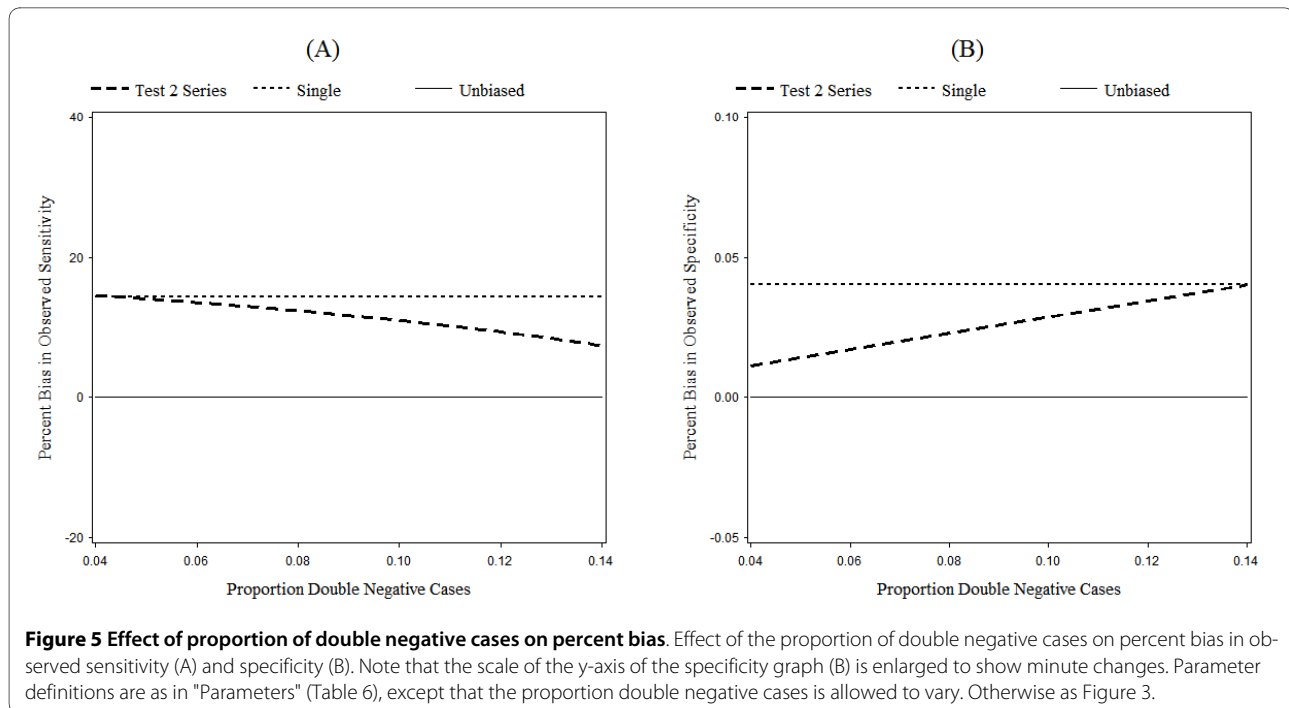 (A)
Test 2 Series Single Unbiased
Percent Bias in Observed Sensitivity
40
20
0
-20
0.04 0.06 0.08 0.10 0.12 0.14
Proportion Double Negative Cases
(B)
Test 2 Series Single Unbiased
Percent Bias in Observed Specificity
0.10
0.05
0.00
-0.05
0.04 0.06 0.08 0.10 0.12 0.14
Proportion Double Negative Cases
Figure 5 Effect of proportion of double negative cases on percent bias. Effect of the proportion of double negative cases on percent bias in ob-
served sensitivity (A) and specificity (B). Note that the scale of the y-axis of the specificity graph (B) is enlarged to show minute changes. Parameter
definitions are as in "Parameters" (Table 6), except that the proportion double negative cases is allowed to vary. Otherwise as Figure 3.